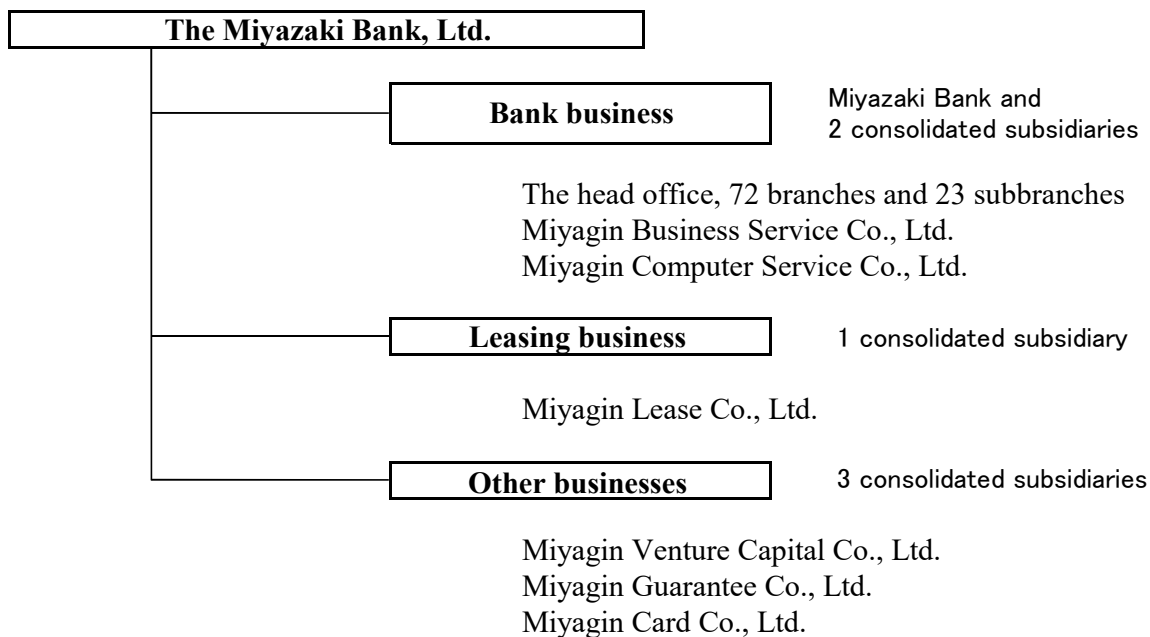 The Miyazaki Bank, Ltd.
Bank business
Miyazaki Bank and
2 consolidated subsidiaries
The head office, 72 branches and 23 subbranches
Miyagin Business Service Co., Ltd.
Miyagin Computer Service Co., Ltd.
Leasing business
1 consolidated subsidiary
Miyagin Lease Co., Ltd.
Other businesses
3 consolidated subsidiaries
Miyagin Venture Capital Co., Ltd.
Miyagin Guarantee Co., Ltd.
Miyagin Card Co., Ltd.